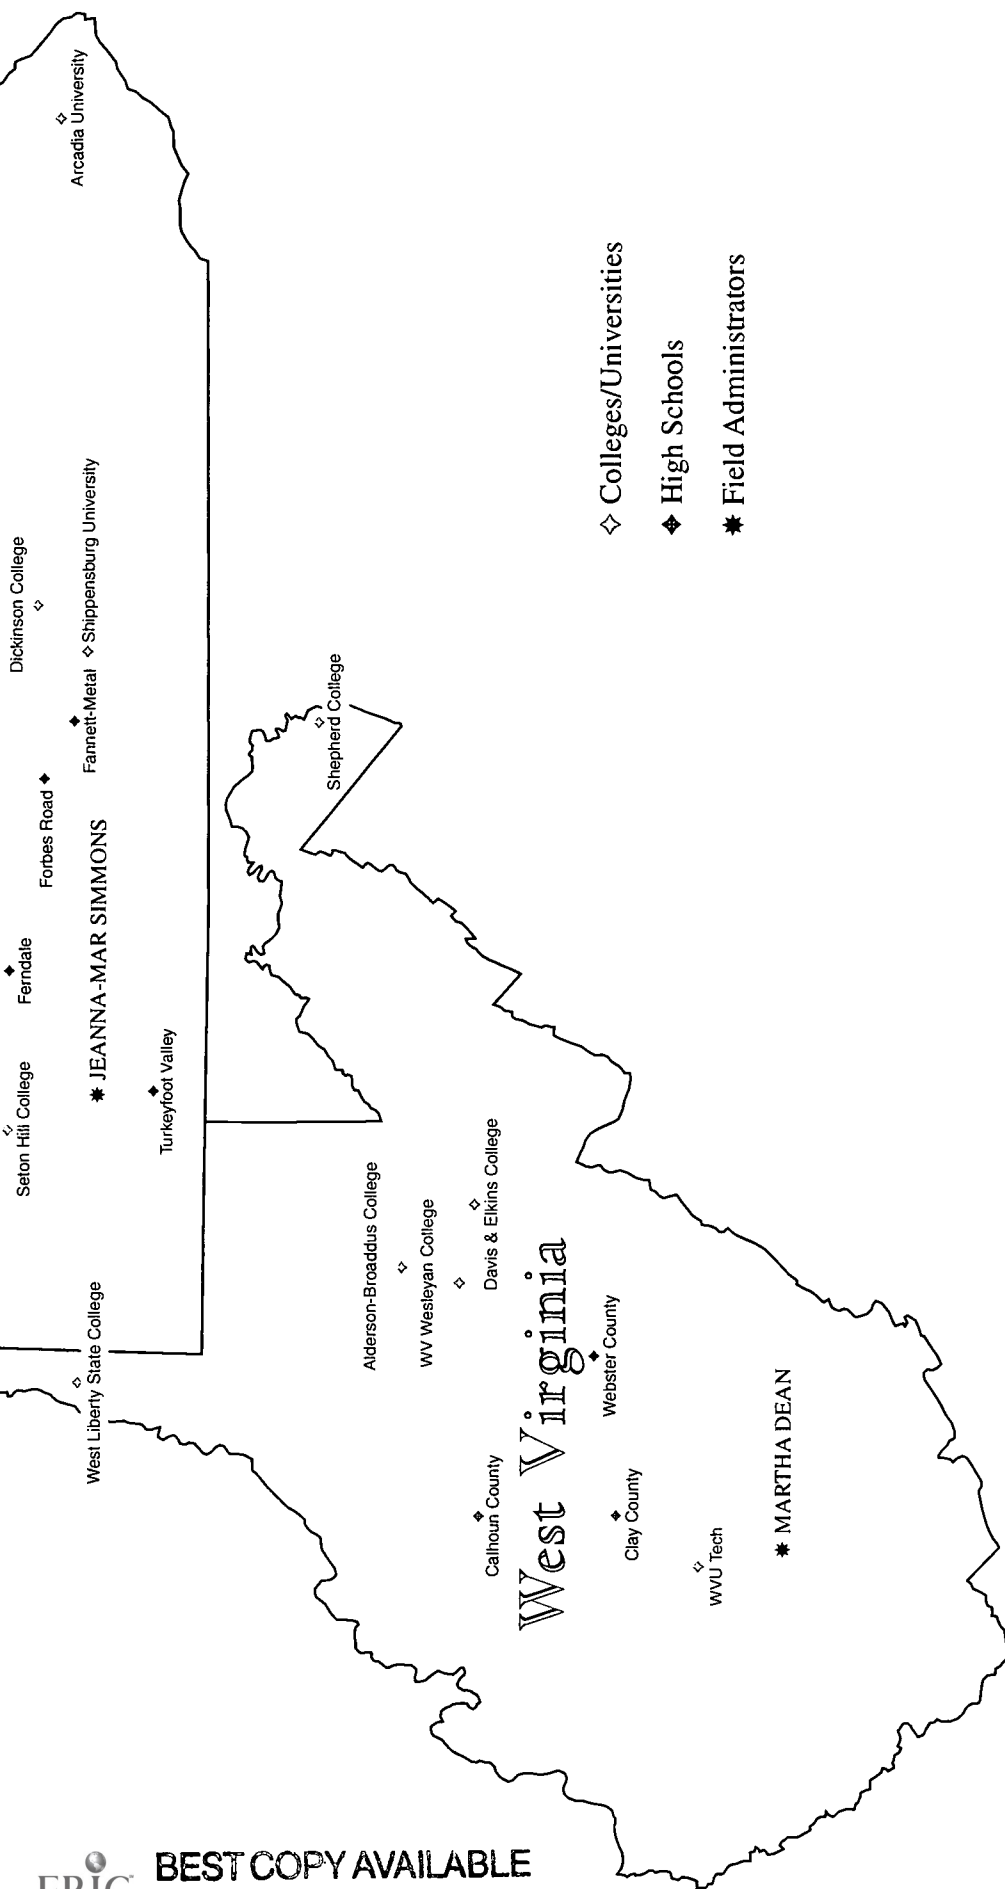 Arcadia University
Dickinson College
Shippensburg University
Fannett-Metal
Forbes Road
Ferndale
JEANNA-MAR SIMMONS
Seton Hill College
Turkeyfoot Valley
West Liberty State College
Shepherd College
Alderson-Broaddus College
WV Wesleyan College
Davis & Elkins College
West Virginia
Calhoun County
Webster County
Clay County
WVU Tech
MARTHA DEAN
Colleges/Universities
High Schools
Field Administrators
ERIC
BEST COPY AVAILABLE